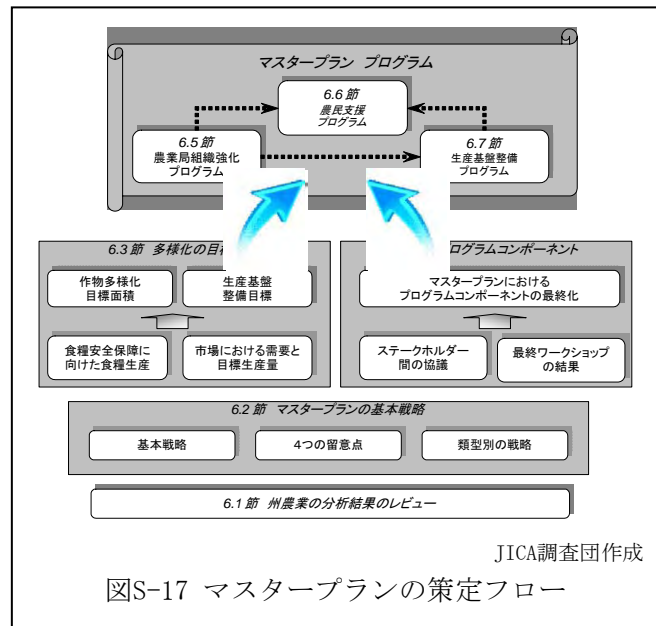 マスタープラン プログラム
6.6 節
農民支援
プログラム
6.5 節
農業局組織強化
プログラム
6.7 節
生産基盤整備
プログラム
6.3 節 多様化の目
作物多様化
目標面積
生産基盤
整備目標
食糧安全保障に
向けた食糧生産
市場における需要と
目標生産量
ログラムコンポーネント
マスタープランにおける
プログラムコンポーネントの最終化
ステークホルダー
間の協議
最終ワークショップ
の結果
6.2 節 マスタープランの基本戦略
基本戦略
4つの留意点
類型別の戦略
6.1 節 州農業の分析結果のレビュー
JICA調査団作成
図S-17 マスタープランの策定フロー